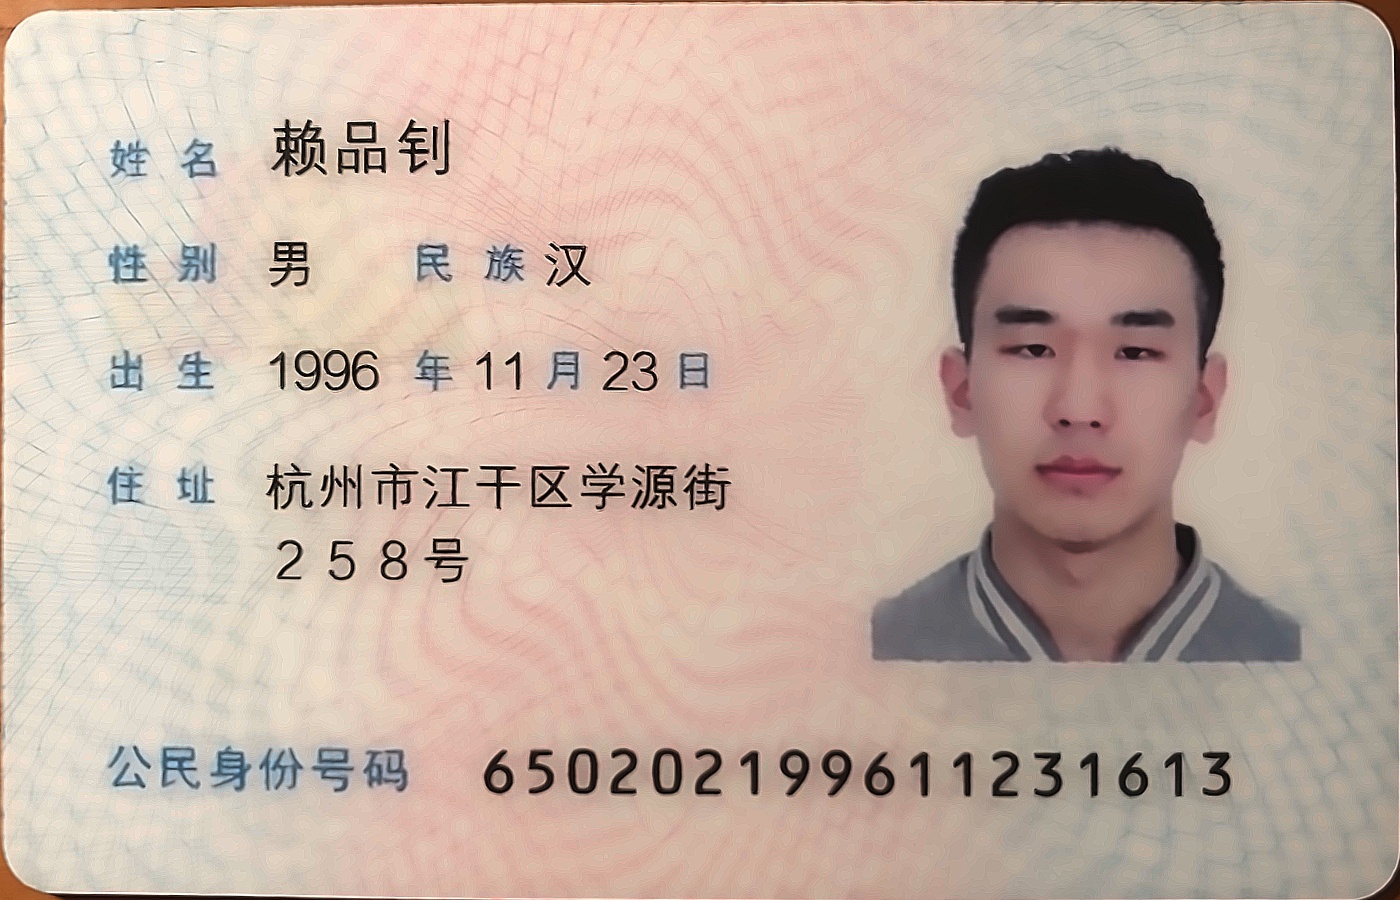 姓名 赖品钊
性别 男 民族 汉
出生 1996 年 11 月 23 日
住址 杭州市江干区学源街
258号
公民身份号码 650202199611231613